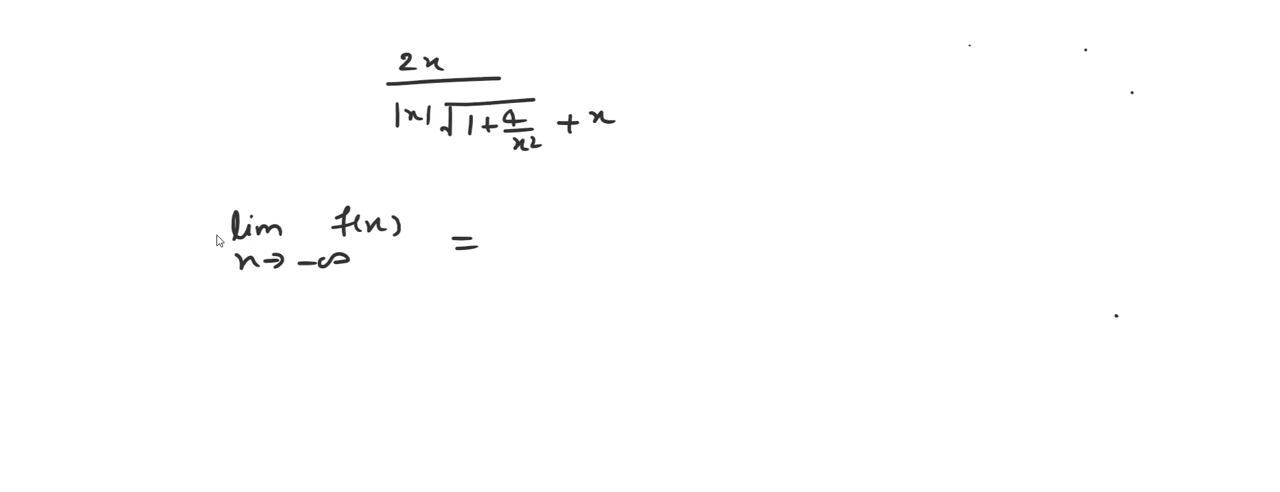 2x
|x|√1+4/x2 + x
lim f(x) =
x→ -∞